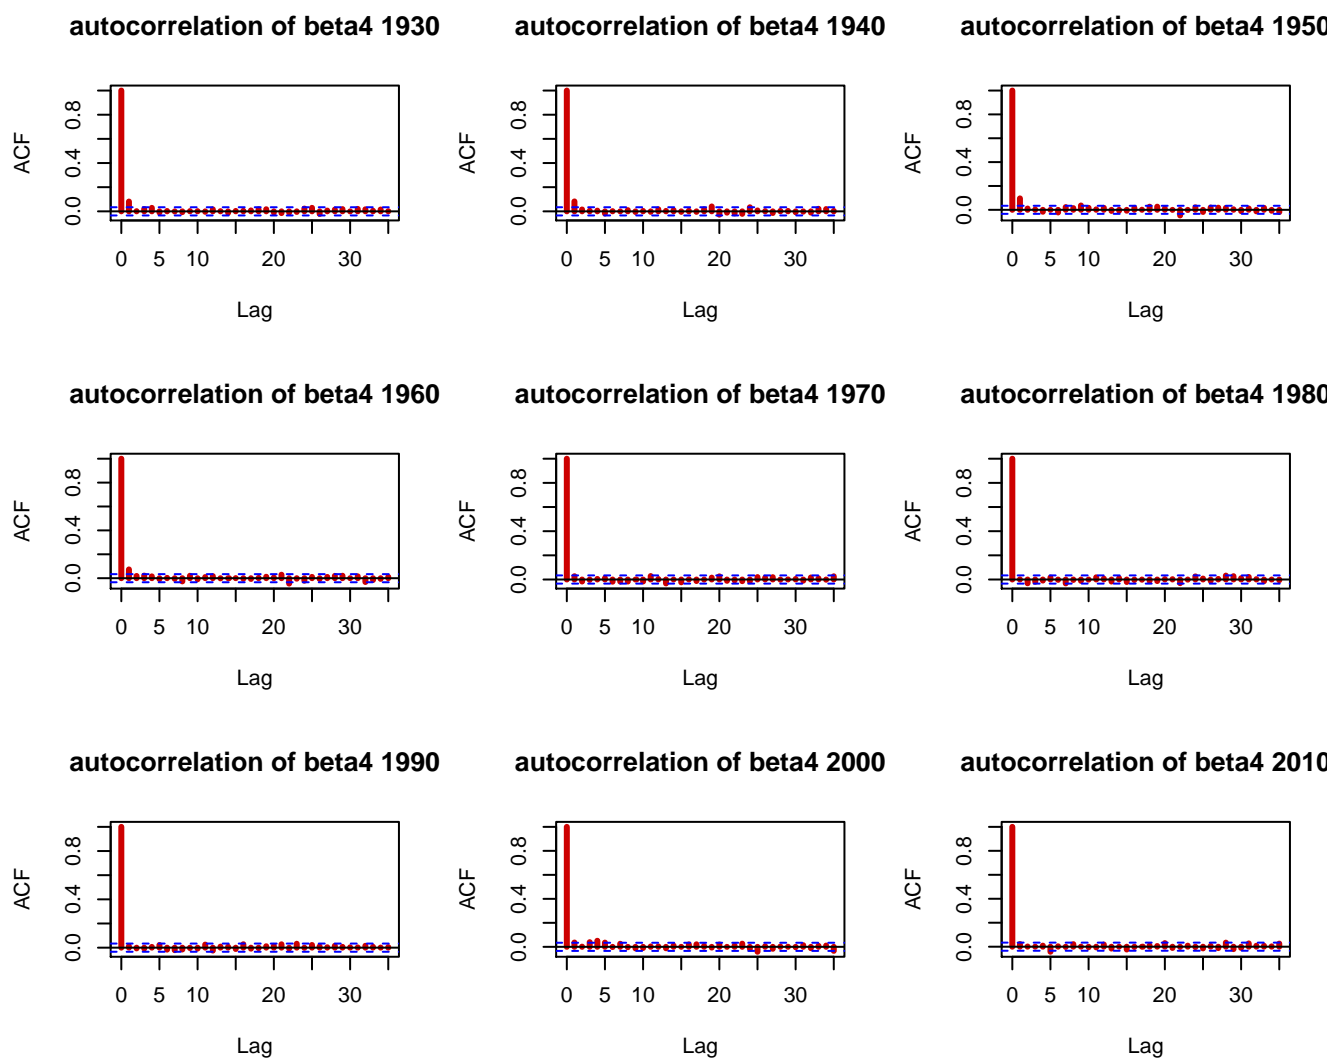 autocorrelation of beta4 1930
ACF
0.0 0.4 0.8
0 5 10 20 30
Lag
autocorrelation of beta4 1940
ACF
0.0 0.4 0.8
0 5 10 20 30
Lag
autocorrelation of beta4 1950
ACF
0.0 0.4 0.8
0 5 10 20 30
Lag
autocorrelation of beta4 1960
ACF
0.0 0.4 0.8
0 5 10 20 30
Lag
autocorrelation of beta4 1970
ACF
0.0 0.4 0.8
0 5 10 20 30
Lag
autocorrelation of beta4 1980
ACF
0.0 0.4 0.8
0 5 10 20 30
Lag
autocorrelation of beta4 1990
ACF
0.0 0.4 0.8
0 5 10 20 30
Lag
autocorrelation of beta4 2000
ACF
0.0 0.4 0.8
0 5 10 20 30
Lag
autocorrelation of beta4 2010
ACF
0.0 0.4 0.8
0 5 10 20 30
Lag